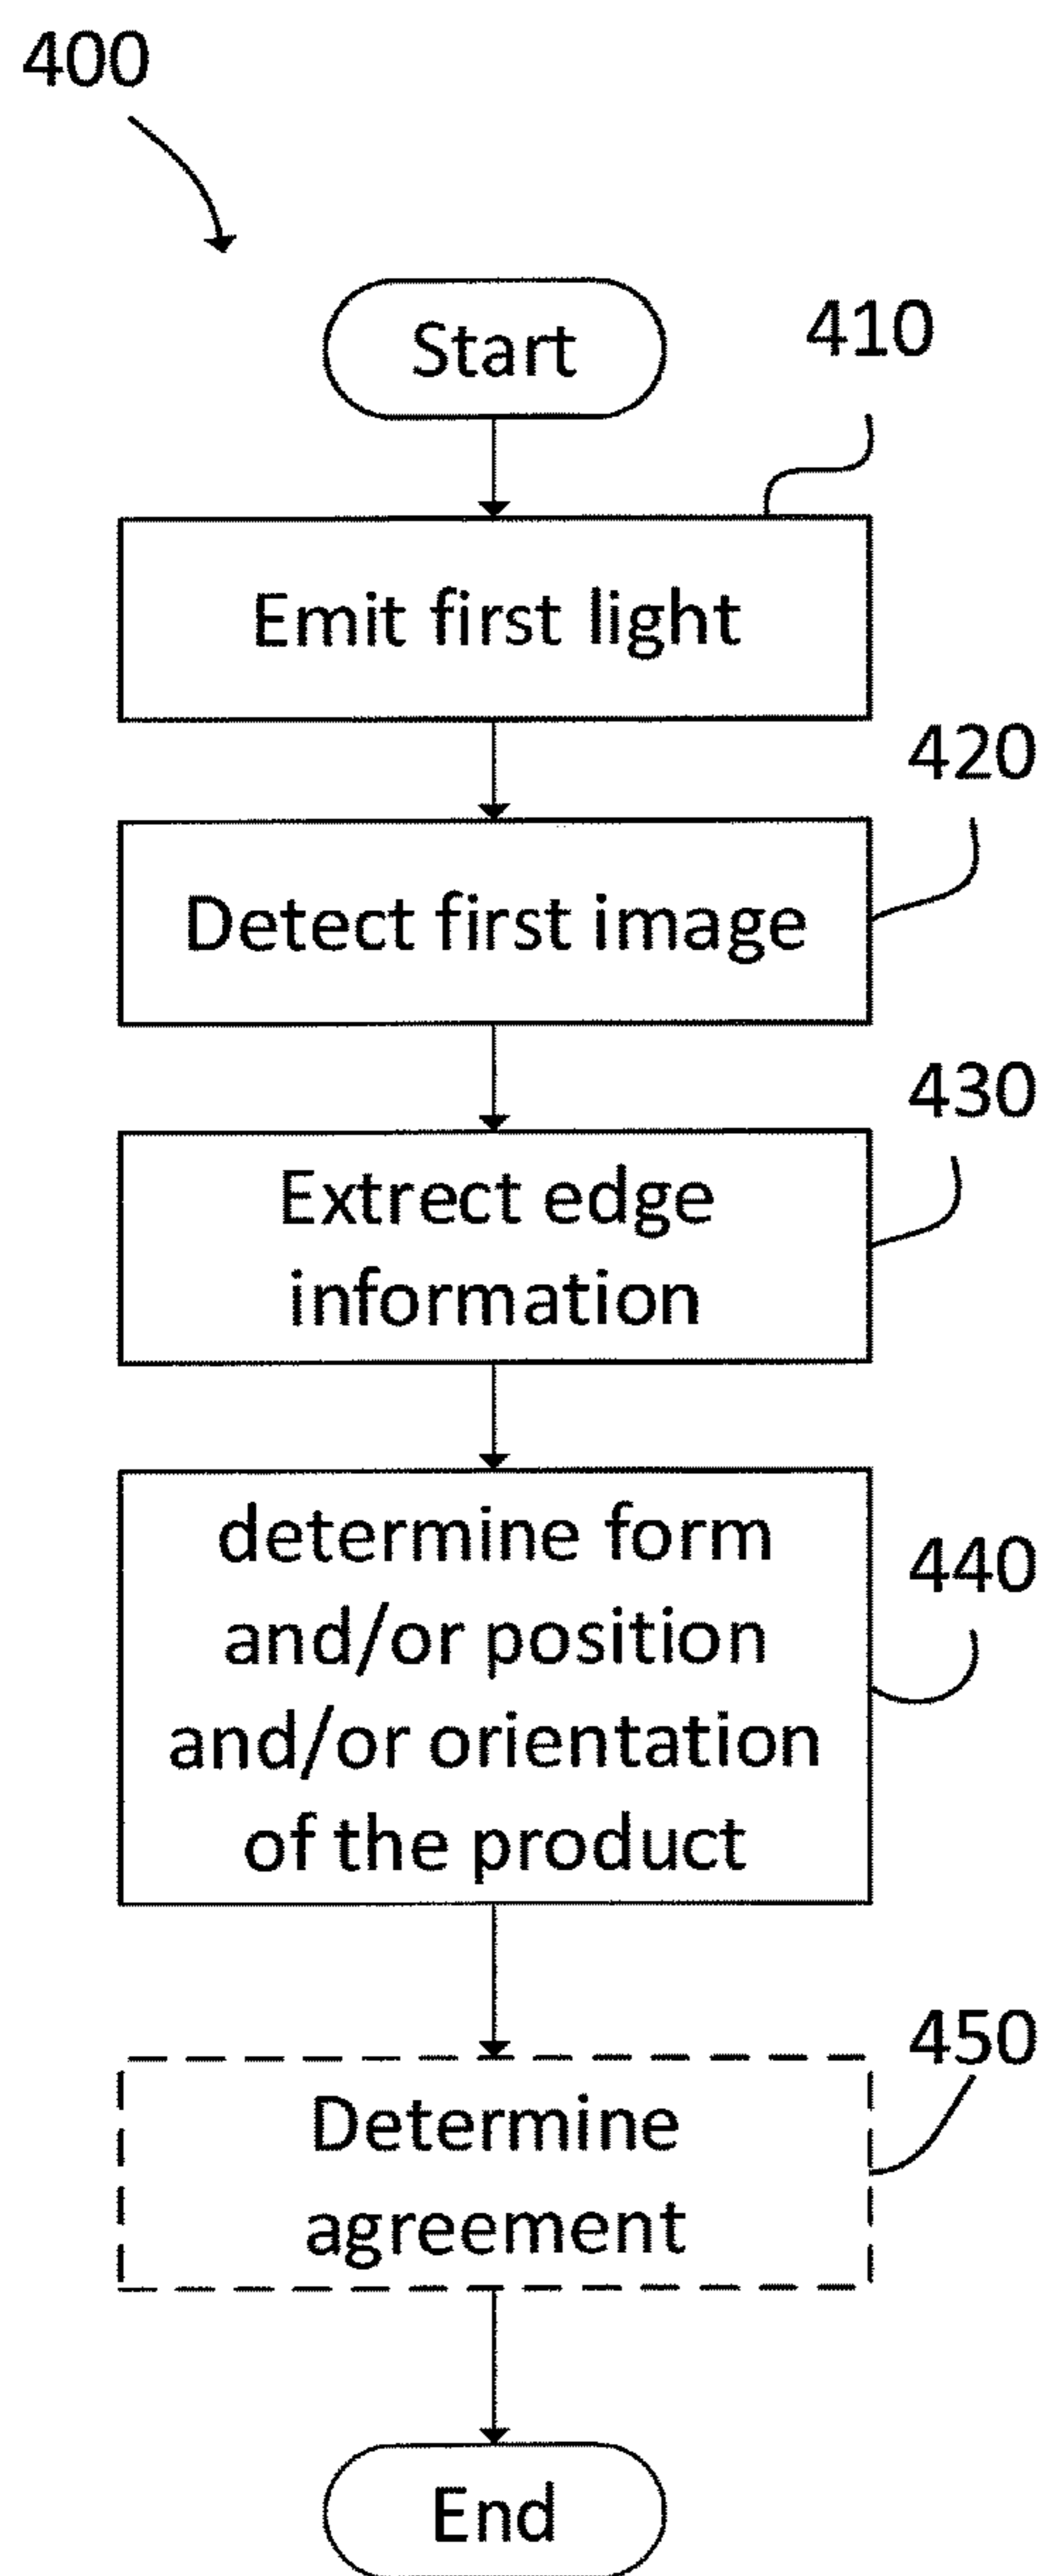 400
Start
410
Emit first light
420
Detect first image
430
Extrect edge
information
determine form
and/or position
and/or orientation
of the product
440
450
Determine
agreement
End